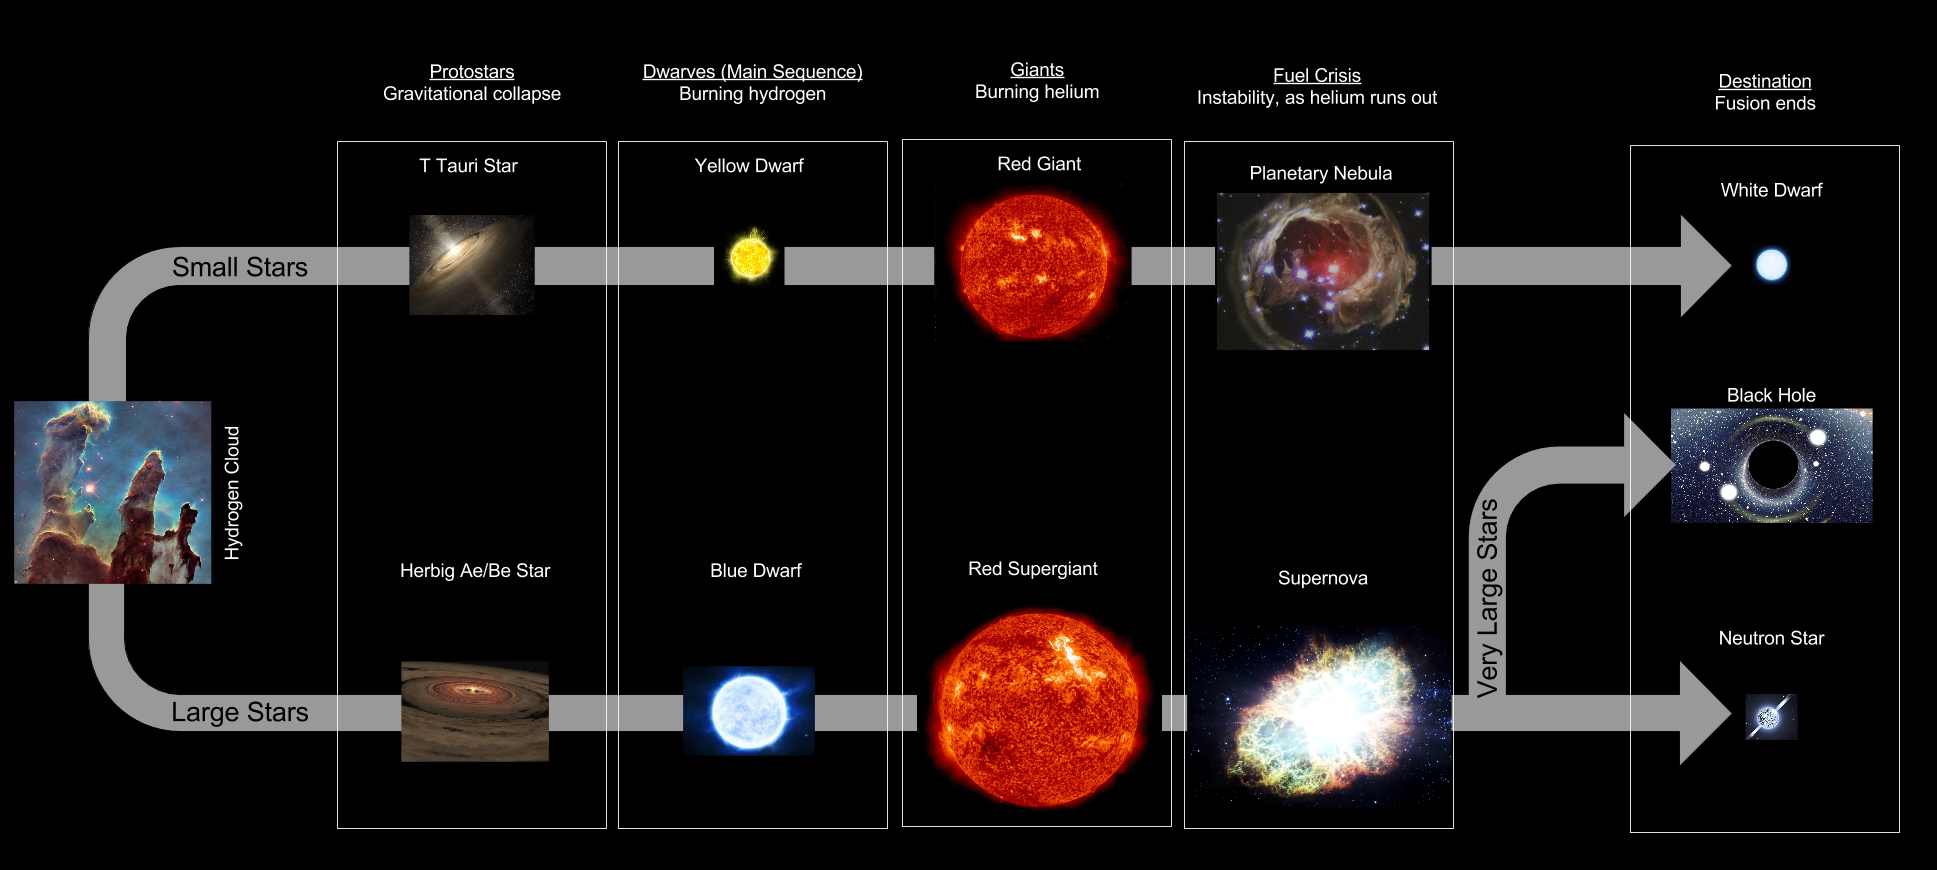 Protostars
Gravitational collapse
Dwarves (Main Sequence)
Burning hydrogen
Giants
Burning helium
Fuel Crisis
Instability, as helium runs out
Destination
Fusion ends
T Tauri Star
Yellow Dwarf
Red Giant
Planetary Nebula
White Dwarf
Small Stars
Black Hole
Hydrogen Cloud
Very Large Stars
Herbig Ae/Be Star
Blue Dwarf
Red Supergiant
Supernova
Neutron Star
Large Stars